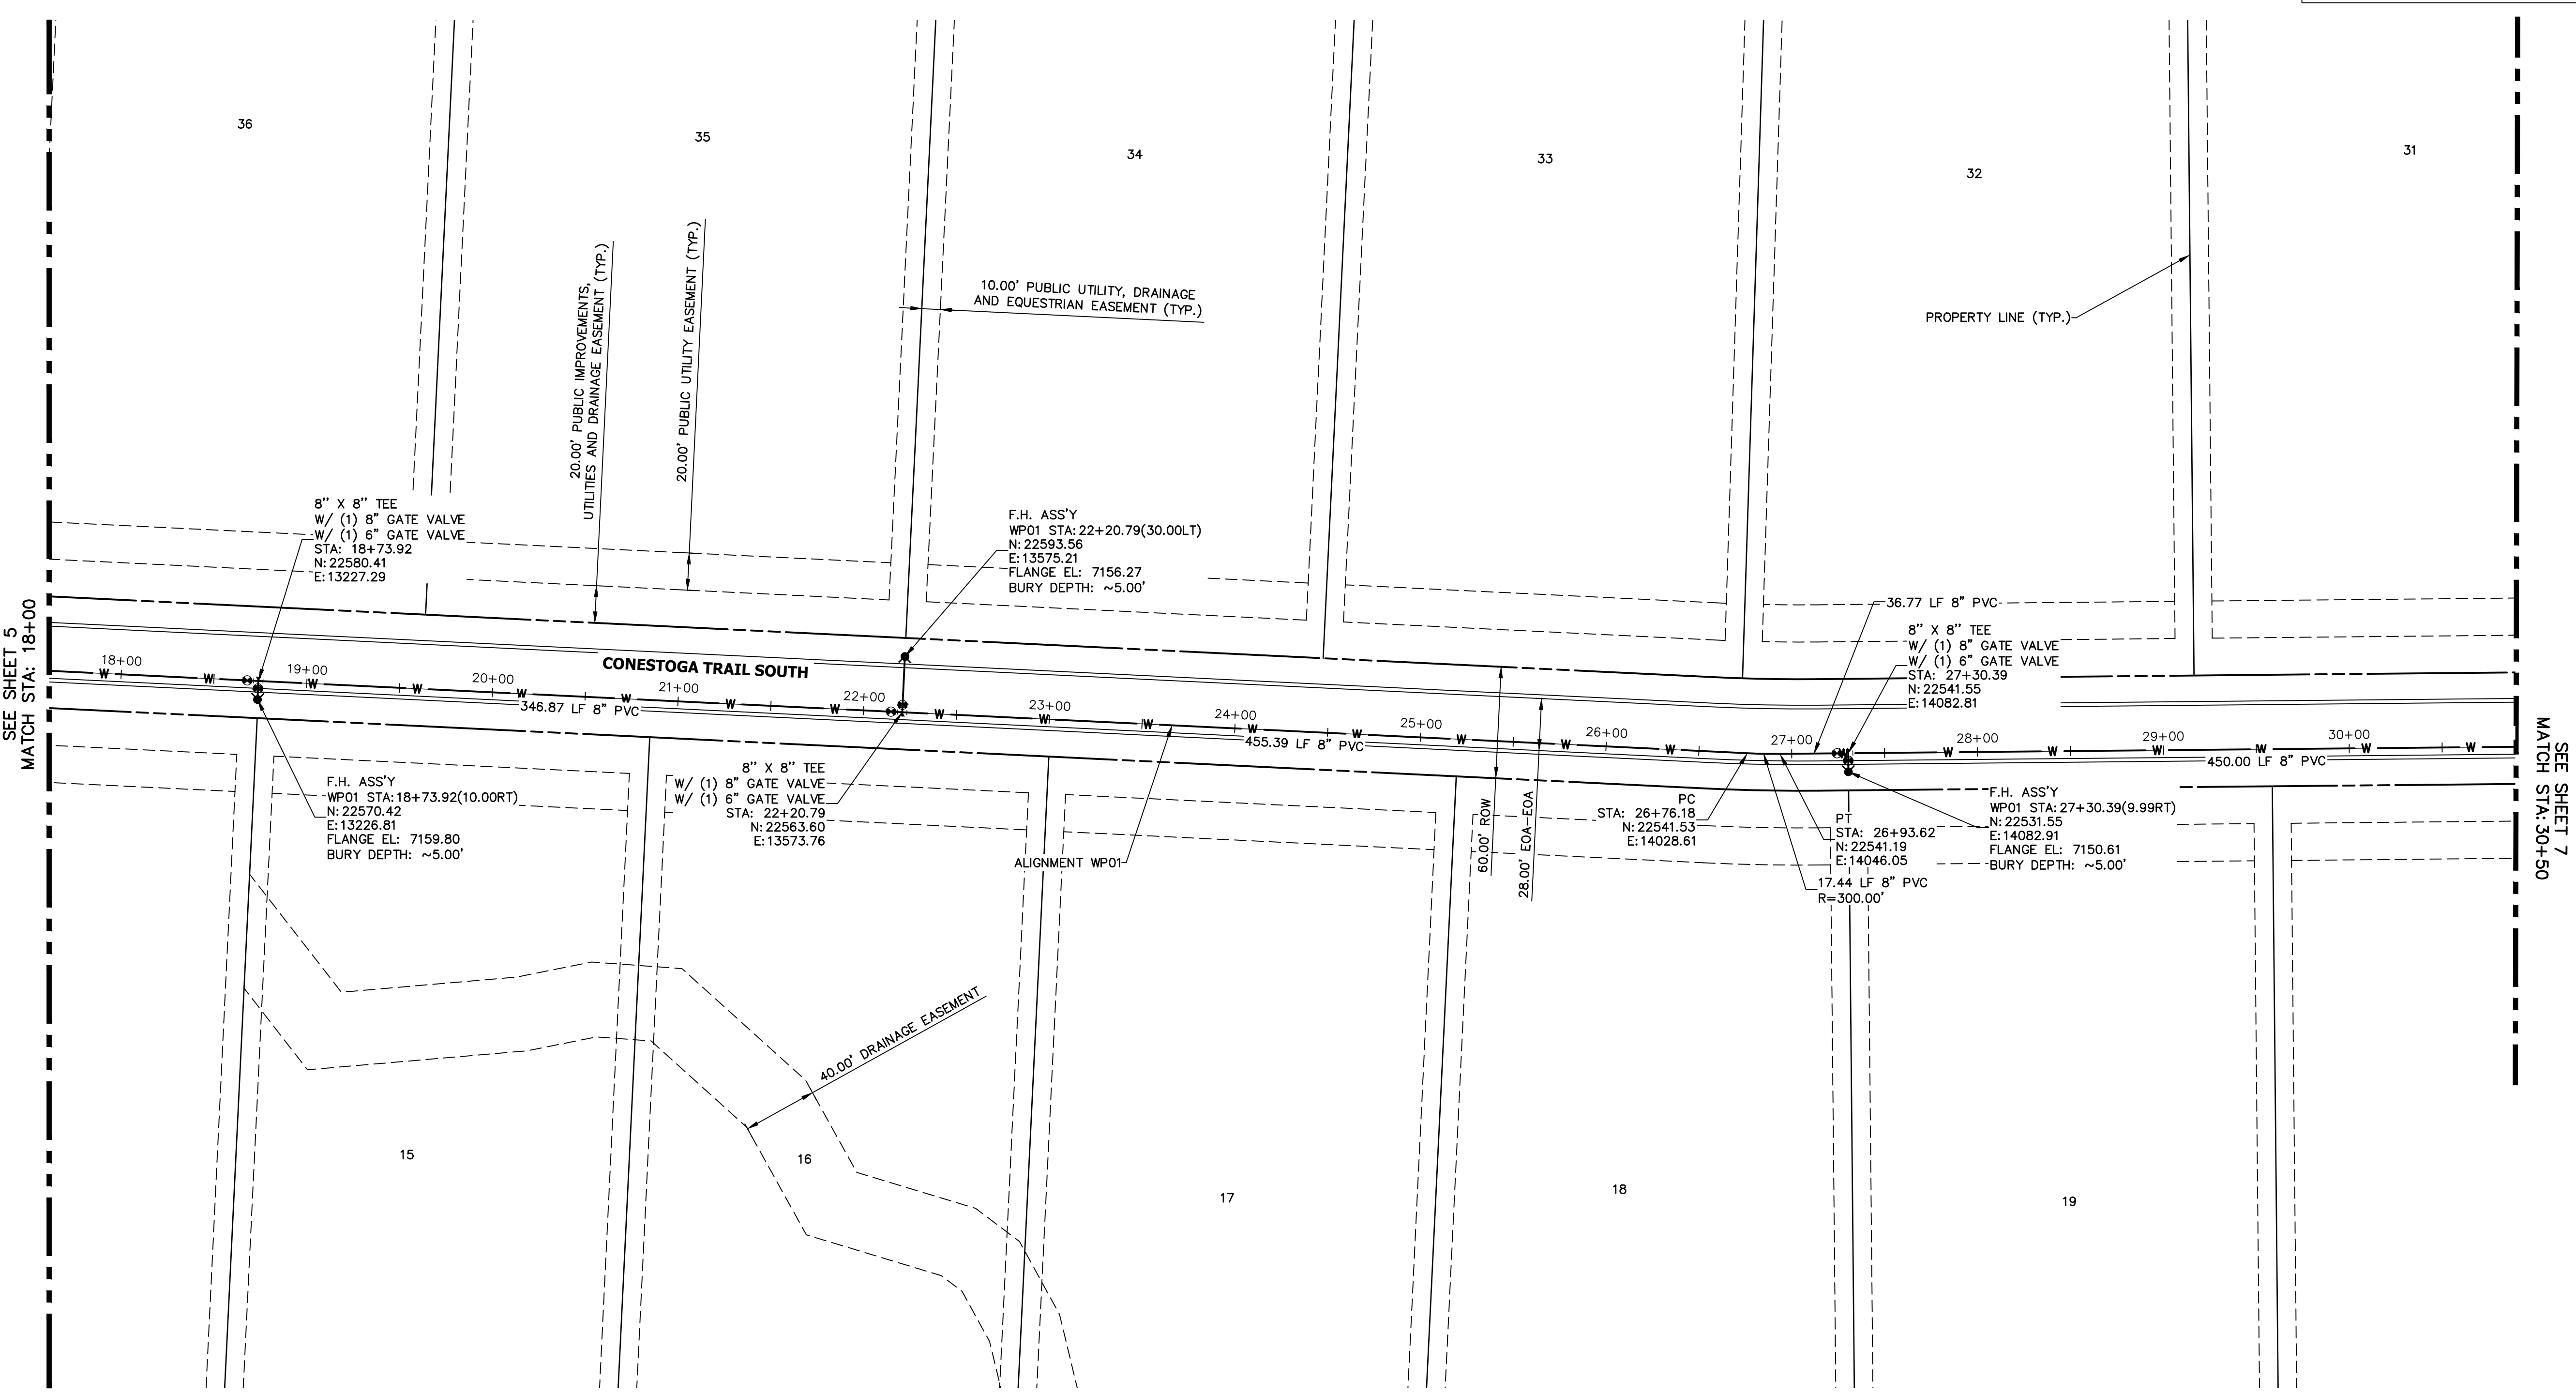 36
35
34
33
32
31
20.00' PUBLIC IMPROVEMENTS,
UTILITIES AND DRAINAGE EASEMENT (TYP.)
20.00' PUBLIC UTILITY EASEMENT (TYP.)
10.00' PUBLIC UTILITY, DRAINAGE
AND EQUESTRIAN EASEMENT (TYP.)
PROPERTY LINE (TYP.)
8" X 8" TEE
W/ (1) 8" GATE VALVE
W/ (1) 6" GATE VALVE
STA: 18+73.92
N:22580.41
E:13227.29
F.H. ASS'Y
WP01 STA:22+20.79(30.00LT)
N:22593.56
E:13575.21
FLANGE EL: 7156.27
BURY DEPTH: ~5.00'
36.77 LF 8" PVC
8" X 8" TEE
W/ (1) 8" GATE VALVE
W/ (1) 6" GATE VALVE
STA: 27+30.39
N:22541.55
E:14082.81
SEE SHEET 5
MATCH STA: 18+00
CONESTOGA TRAIL SOUTH
18+00
19+00
20+00
21+00
22+00
23+00
24+00
25+00
26+00
27+00
28+00
29+00
30+00
W W W W W W W W W W W W W W W W W W W W W W W W
346.87 LF 8" PVC
455.39 LF 8" PVC
450.00 LF 8" PVC
SEE SHEET 7
MATCH STA:30+50
F.H. ASS'Y
WP01 STA:18+73.92(10.00RT)
N:22570.42
E:13226.81
FLANGE EL: 7159.80
BURY DEPTH: ~5.00'
8" X 8" TEE
W/ (1) 8" GATE VALVE
W/ (1) 6" GATE VALVE
STA: 22+20.79
N:22563.60
E:13573.76
ALIGNMENT WP01
60.00' ROW
28.00' EOA-EOA
PC
STA: 26+76.18
N:22541.53
E:14028.61
PT
STA: 26+93.62
N:22541.19
E:14046.05
17.44 LF 8" PVC
R=300.00'
F.H. ASS'Y
WP01 STA:27+30.39(9.99RT)
N:22531.55
E:14082.91
FLANGE EL: 7150.61
BURY DEPTH: ~5.00'
40.00' DRAINAGE EASEMENT
15
16
17
18
19